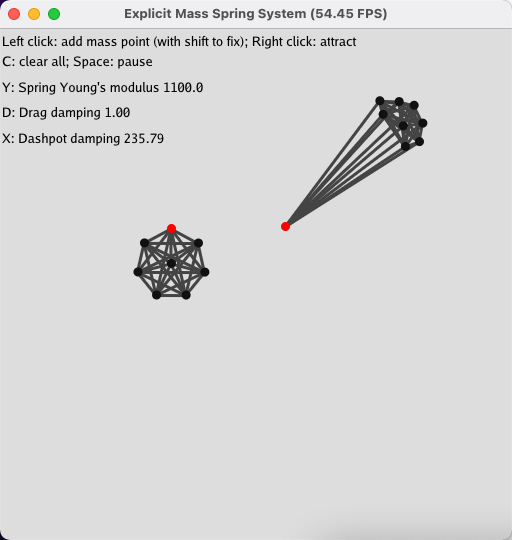 Explicit Mass Spring System (54.45 FPS)
Left click: add mass point (with shift to fix); Right click: attract
C: clear all; Space: pause
Y: Spring Young's modulus 1100.0
D: Drag damping 1.00
X: Dashpot damping 235.79